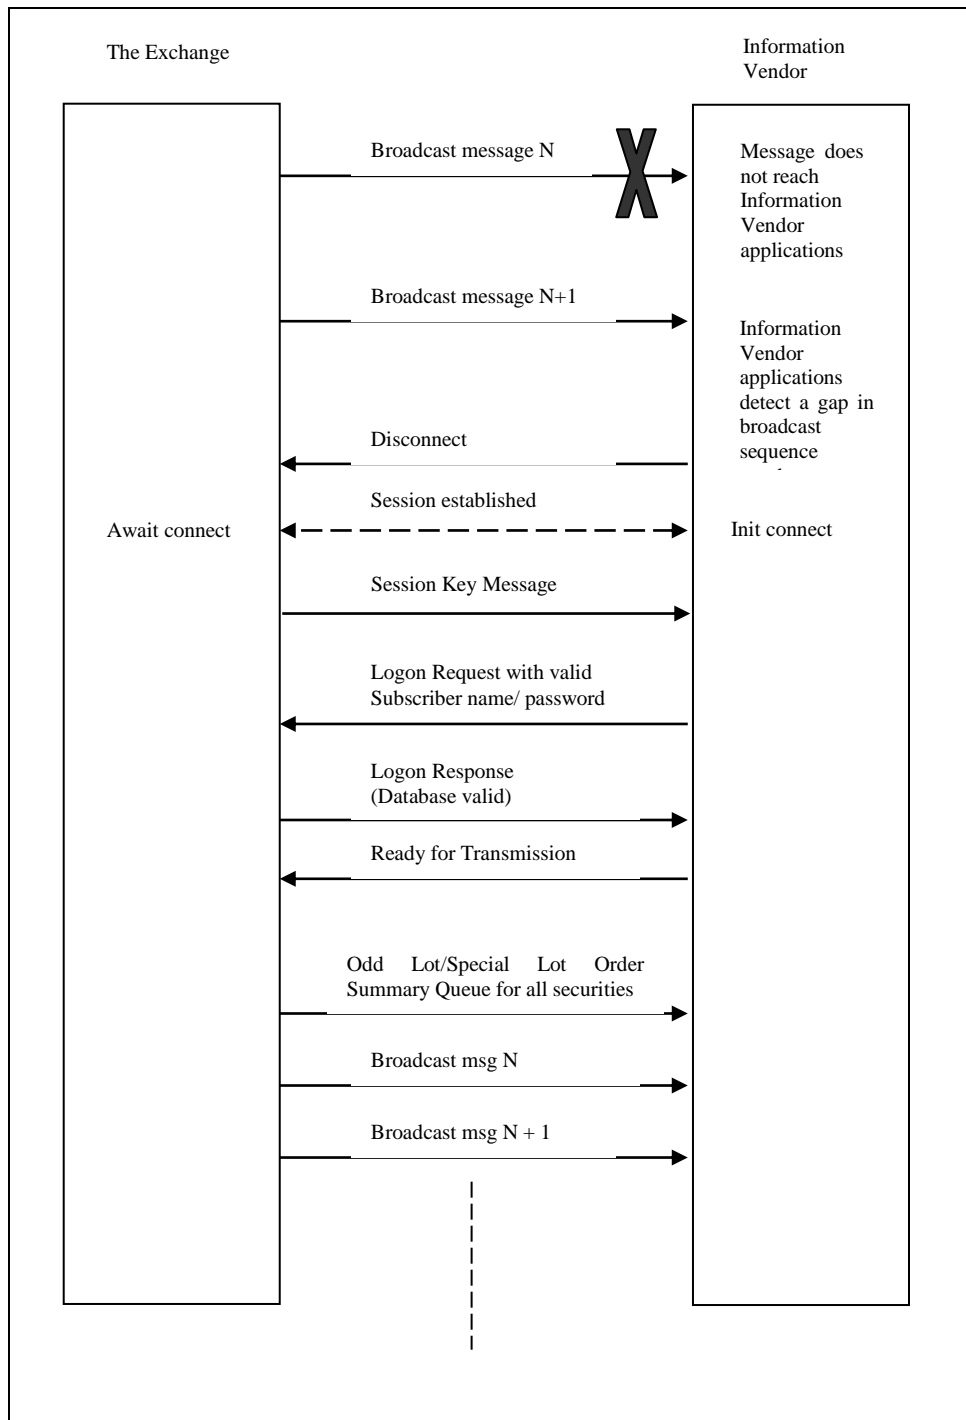 The Exchange
Information
Vendor
Broadcast message N
Message does
not reach
Information
Vendor
applications
Broadcast message N+1
Information
Vendor
applications
detect a gap in
broadcast
sequence
Disconnect
Session established
Await connect
Init connect
Session Key Message
Logon Request with valid
Subscriber name/ password
Logon Response
(Database valid)
Ready for Transmission
Odd Lot/Special Lot Order
Summary Queue for all securities
Broadcast msg N
Broadcast msg N + 1